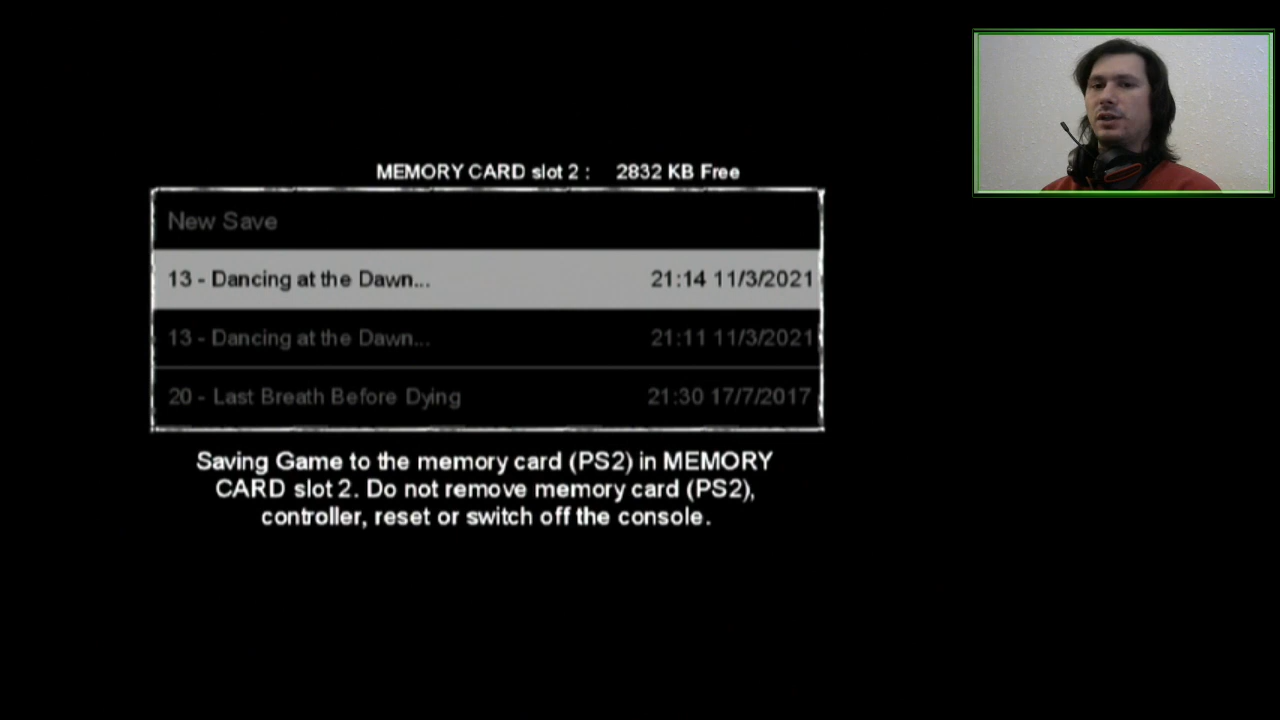 MEMORY CARD slot 2 : 2832 KB Free
New Save
13 - Dancing at the Dawn... 21:14 11/3/2021
13 - Dancing at the Dawn... 21:11 11/3/2021
20 - Last Breath Before Dying 21:30 17/7/2017
Saving Game to the memory card (PS2) in MEMORY
CARD slot 2. Do not remove memory card (PS2),
controller, reset or switch off the console.